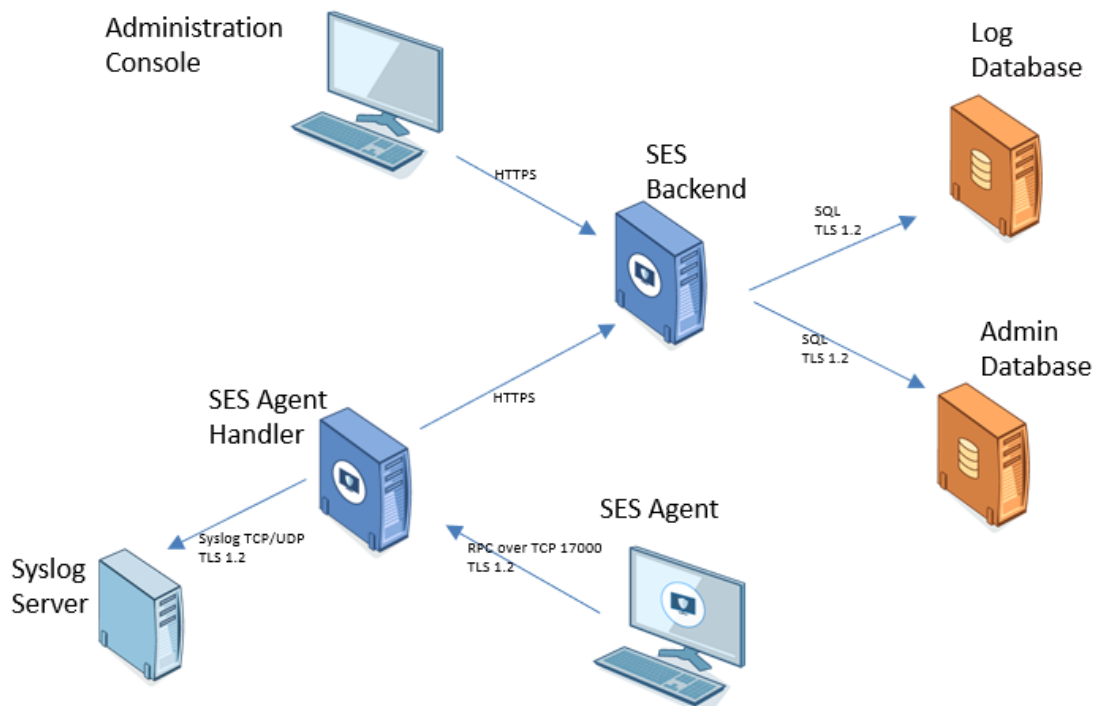 Administration
Console
Log
Database
SES
Backend
HTTPS
SQL
TLS 1.2
SQL
TLS 1.2
Admin
Database
SES Agent
Handler
HTTPS
SES Agent
Syslog TCP/UDP
TLS 1.2
RPC over TCP 17000
TLS 1.2
Syslog
Server